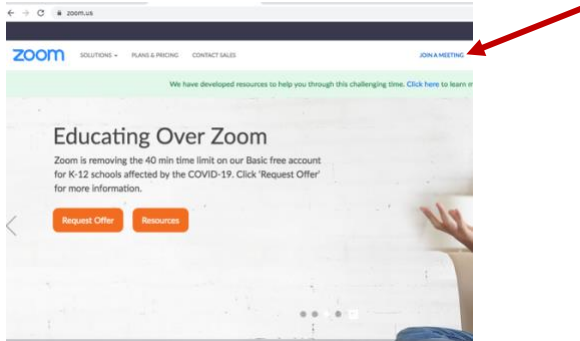 zoom.us
zoom SOLUTIONS PLANS & PRICING CONTACT SALES JOIN A MEETING
We have developed resources to help you through this challenging time. Click here to learn
Educating Over Zoom
Zoom is removing the 40 min time limit on our Basic free account
for K-12 schools affected by the COVID-19. Click 'Request Offer'
for more information.
Request Offer Resources